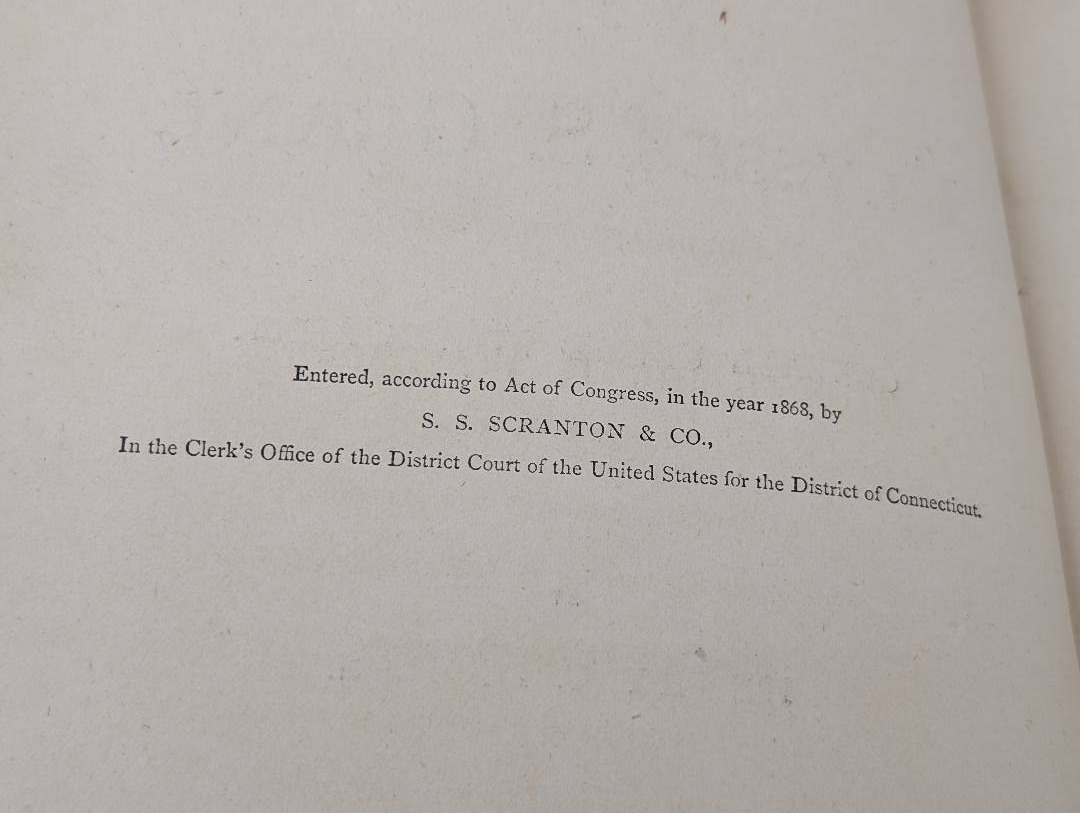 Entered, according to Act of Congress, in the year 1868, by
S. S. SCRANTON & CO.,
In the Clerk's Office of the District Court of the United States for the District of Connecticut.